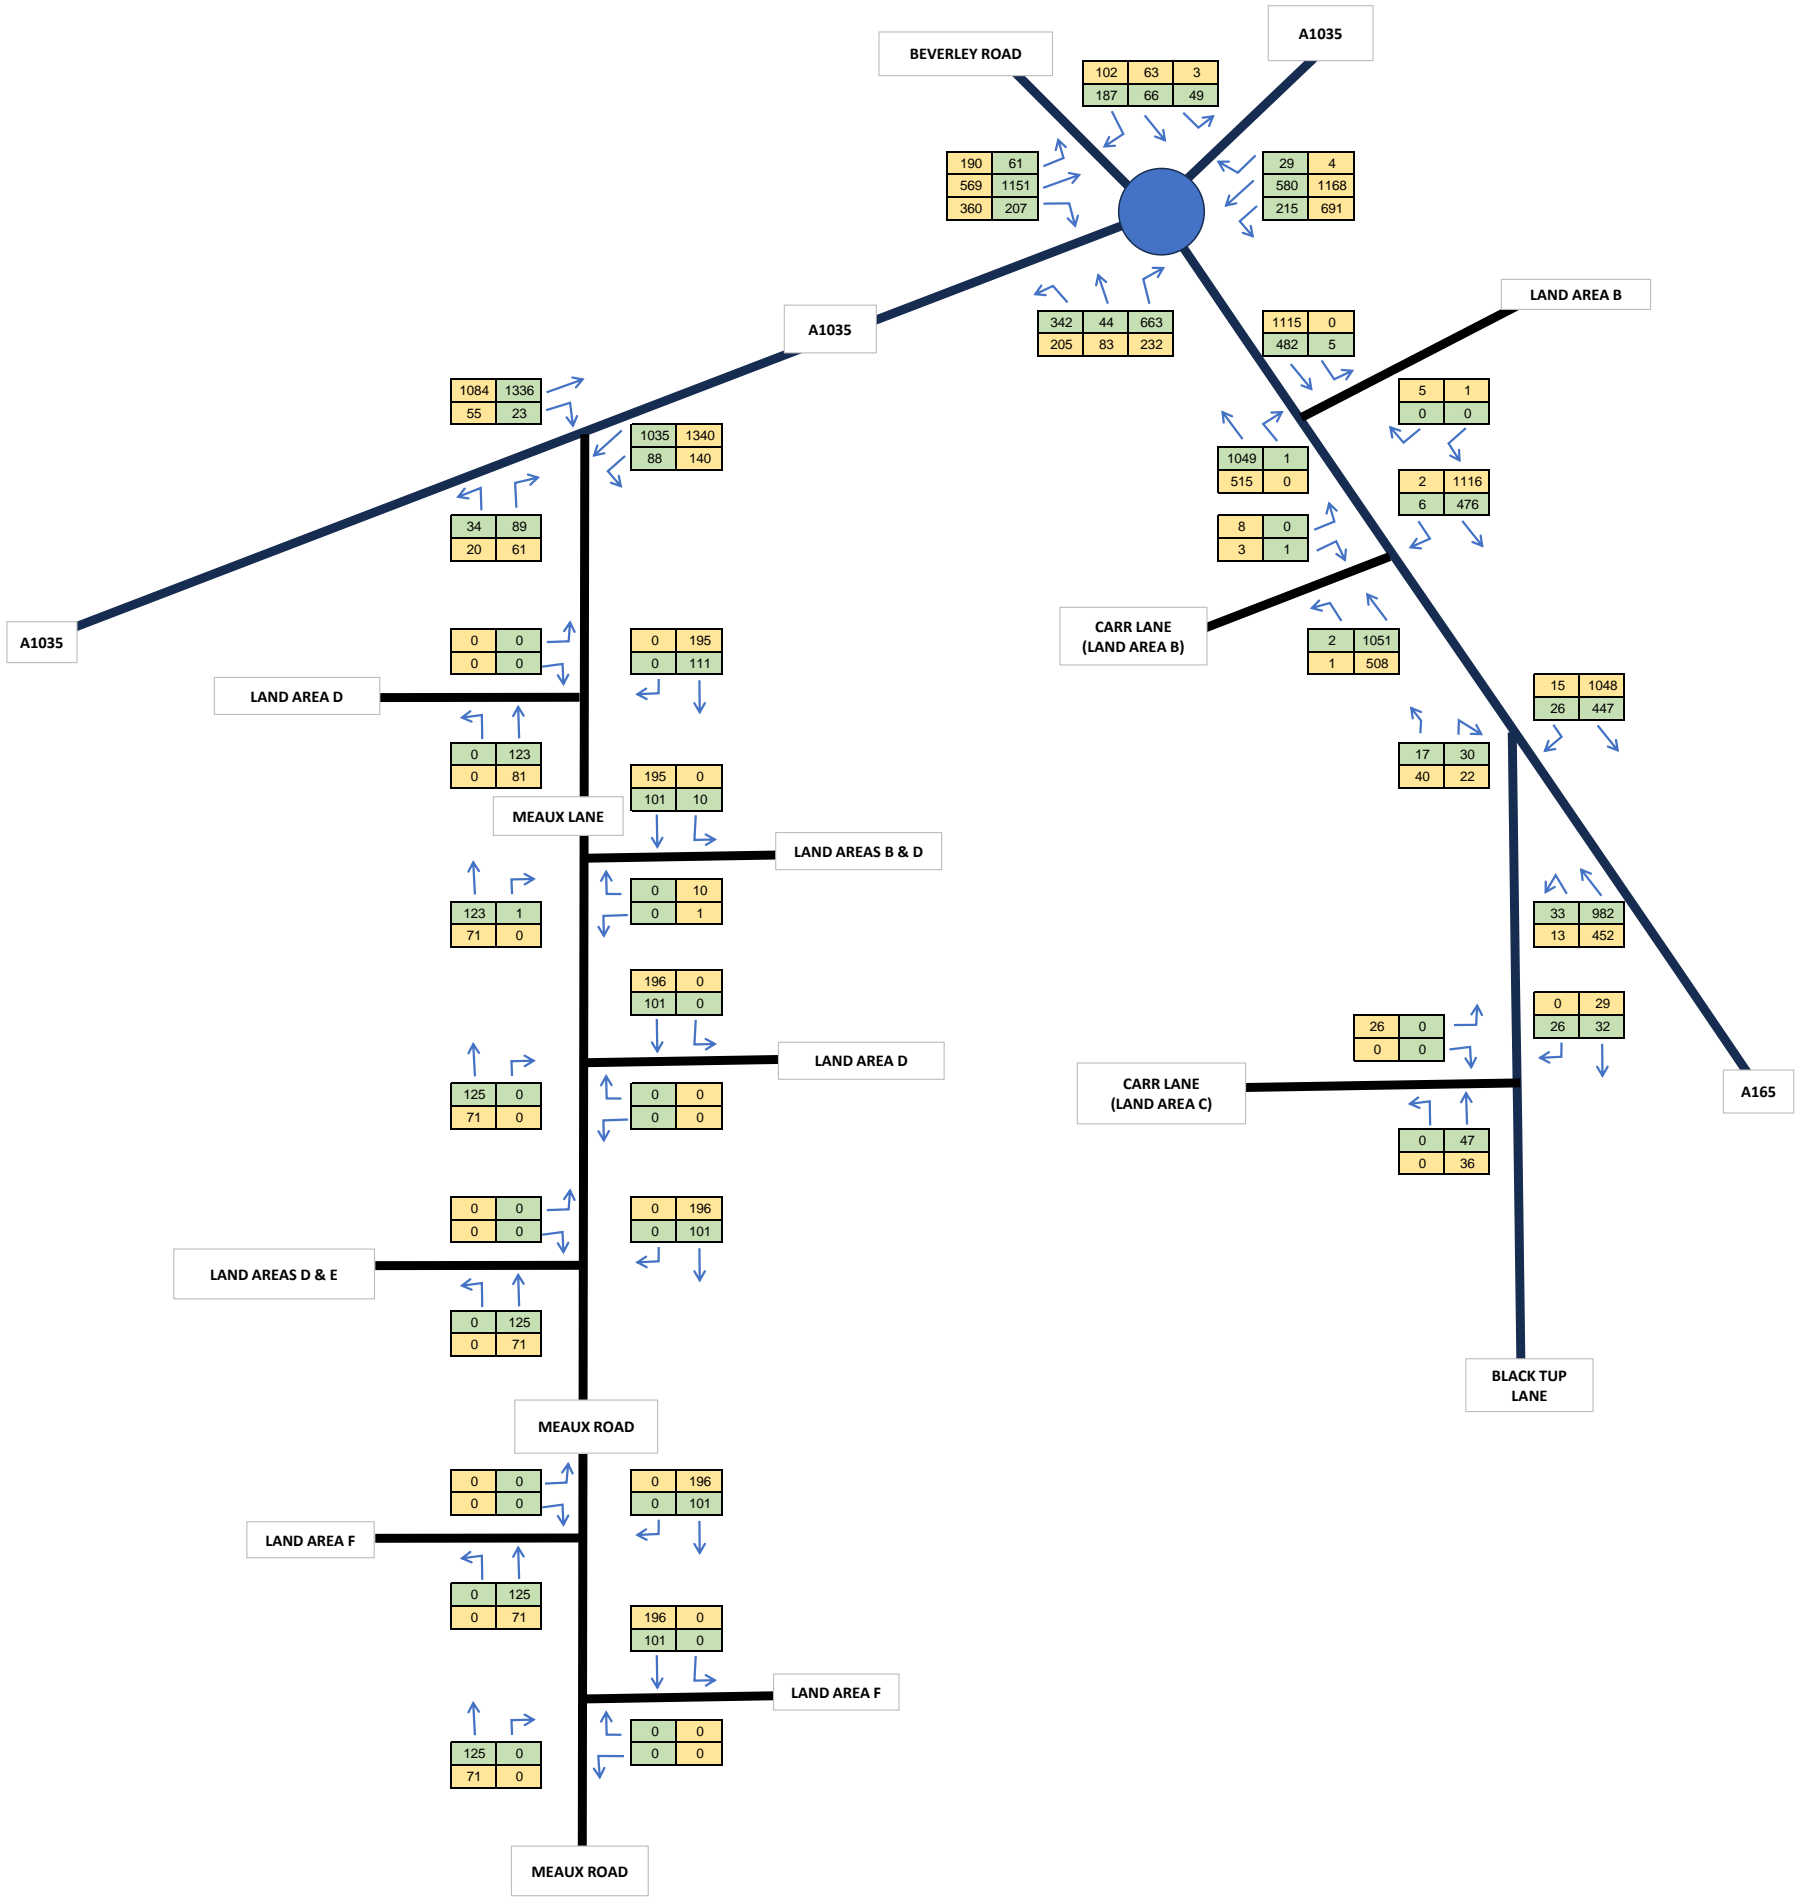 A1035
BEVERLEY ROAD
102 63 3
187 66 49
190 61
569 1151
360 207
29 4
580 1168
215 691
342 44 663
205 83 232
LAND AREA B
1115 0
482 5
A1035
1084 1336
55 23
5 1
0 0
1035 1340
88 140
1049 1
515 0
2 1116
6 476
34 89
20 61
8 0
3 1
A1035
CARR LANE
(LAND AREA B)
2 1051
1 508
0 0
0 0
0 195
0 111
LAND AREA D
15 1048
26 447
0 123
0 81
17 30
40 22
195 0
101 10
MEAUX LANE
LAND AREAS B & D
0 10
0 1
123 1
71 0
33 982
13 452
196 0
101 0
0 29
26 32
26 0
0 0
LAND AREA D
125 0
71 0
0 0
0 0
CARR LANE
(LAND AREA C)
A165
0 47
0 36
0 0
0 0
0 196
0 101
LAND AREAS D & E
0 125
0 71
BLACK TUP
LANE
MEAUX ROAD
0 0
0 0
0 196
0 101
LAND AREA F
0 125
0 71
196 0
101 0
LAND AREA F
125 0
71 0
0 0
0 0
MEAUX ROAD